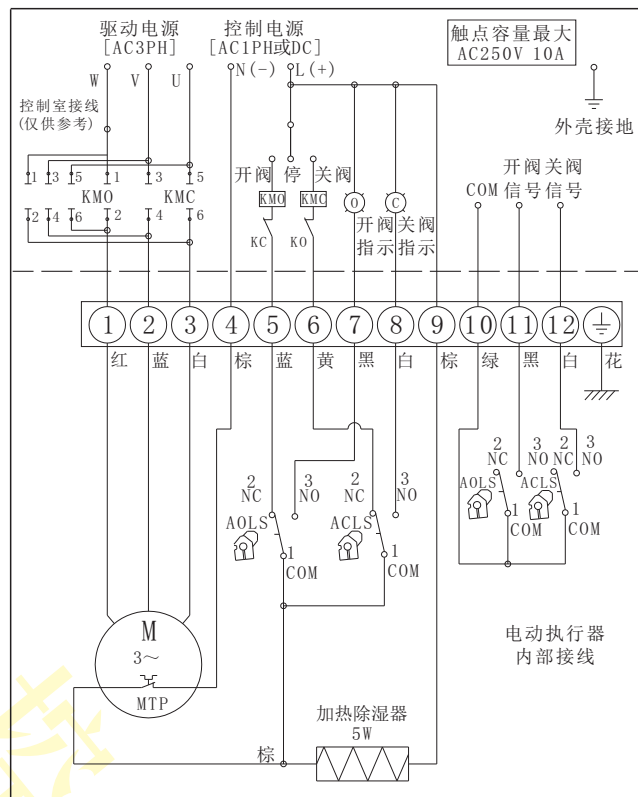 驱动电源
[AC3PH]
控制电源
[AC1PH或DC]
触点容量最大
AC250V 10A
W V U N(-) L(+)
控制室接线
(仅供参考)
外壳接地
1 3 5 1 3 5
KMO KMC
2 4 6 2 4 6
开阀 停 关阀
KMO KMC
KC KO
O C
开阀 关阀
指示 指示
开阀 关阀
COM 信号 信号
1 2 3 4 5 6 7 8 9 10 11 12
红 蓝 白 棕 蓝 黄 黑 白 棕 绿 黑 白 花
2 3 2 3
NC NO NC NO
AOLS ACLS
1 1
COM COM
2 3 2 3
NC NO NC NO
AOLS ACLS
1 1
COM COM
M
3～
MTP
电动执行器
内部接线
加热除湿器
5W
棕